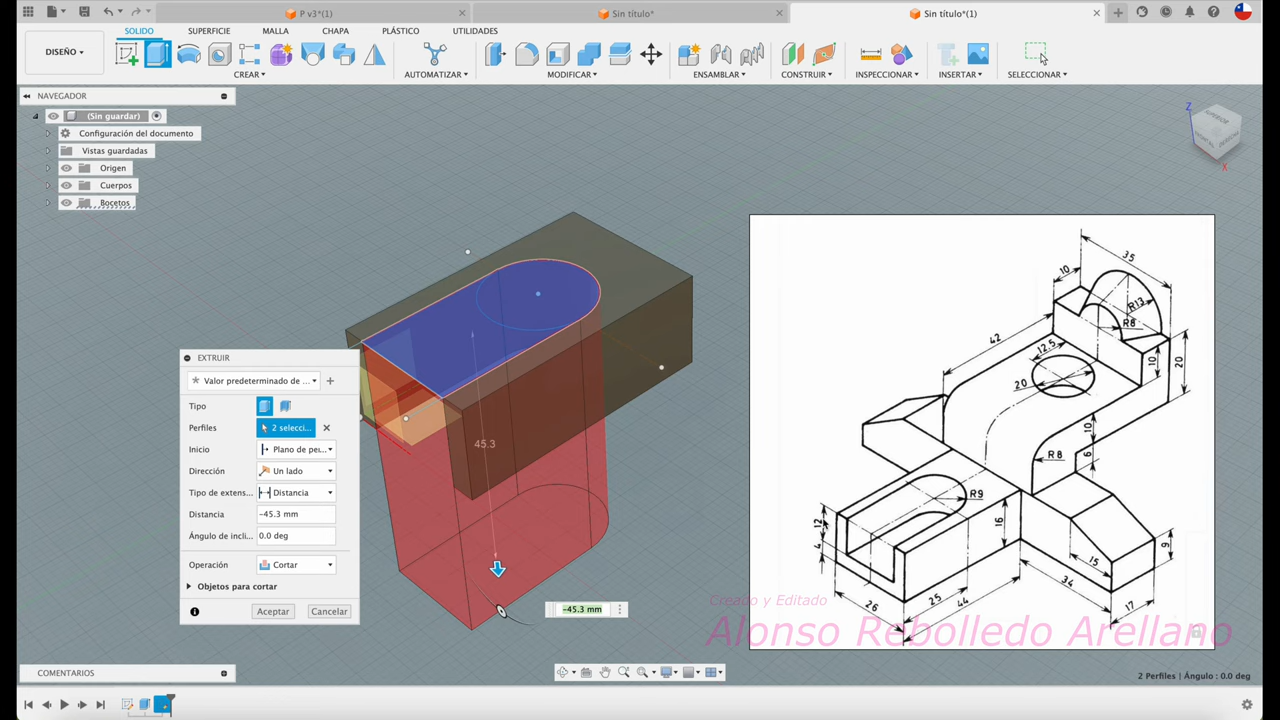 P v3*(1)
Sin título*
Sin título*(1)
DISEÑO
SOLIDO
SUPERFICIE
MALLA
CHAPA
PLÁSTICO
UTILIDADES
CREAR
AUTOMATIZAR
MODIFICAR
ENSAMBLAR
CONSTRUIR
INSPECCIONAR
INSERTAR
SELECCIONAR
NAVEGADOR
(Sin guardar)
Configuración del documento
Vistas guardadas
Origen
Cuerpos
Bocetos
Z
SUPERIOR
X
EXTRUIR
Valor predeterminado de ...
Tipo
Perfiles
2 selecci...
Inicio
Plano de per...
Dirección
Un lado
Tipo de extens...
Distancia
Distancia
-45.3 mm
Ángulo de incli...
0.0 deg
Operación
Cortar
Objetos para cortar
Aceptar
Cancelar
45.3
-45.3 mm
35
10
R13
R8
42
12.5
20
10
20
10
6
R8
R9
16
12
4
15
9
26
25
44
34
17
Creado y Editado
Alonso Rebolledo Arellano
COMENTARIOS
2 Perfiles | Ángulo : 0.0 deg